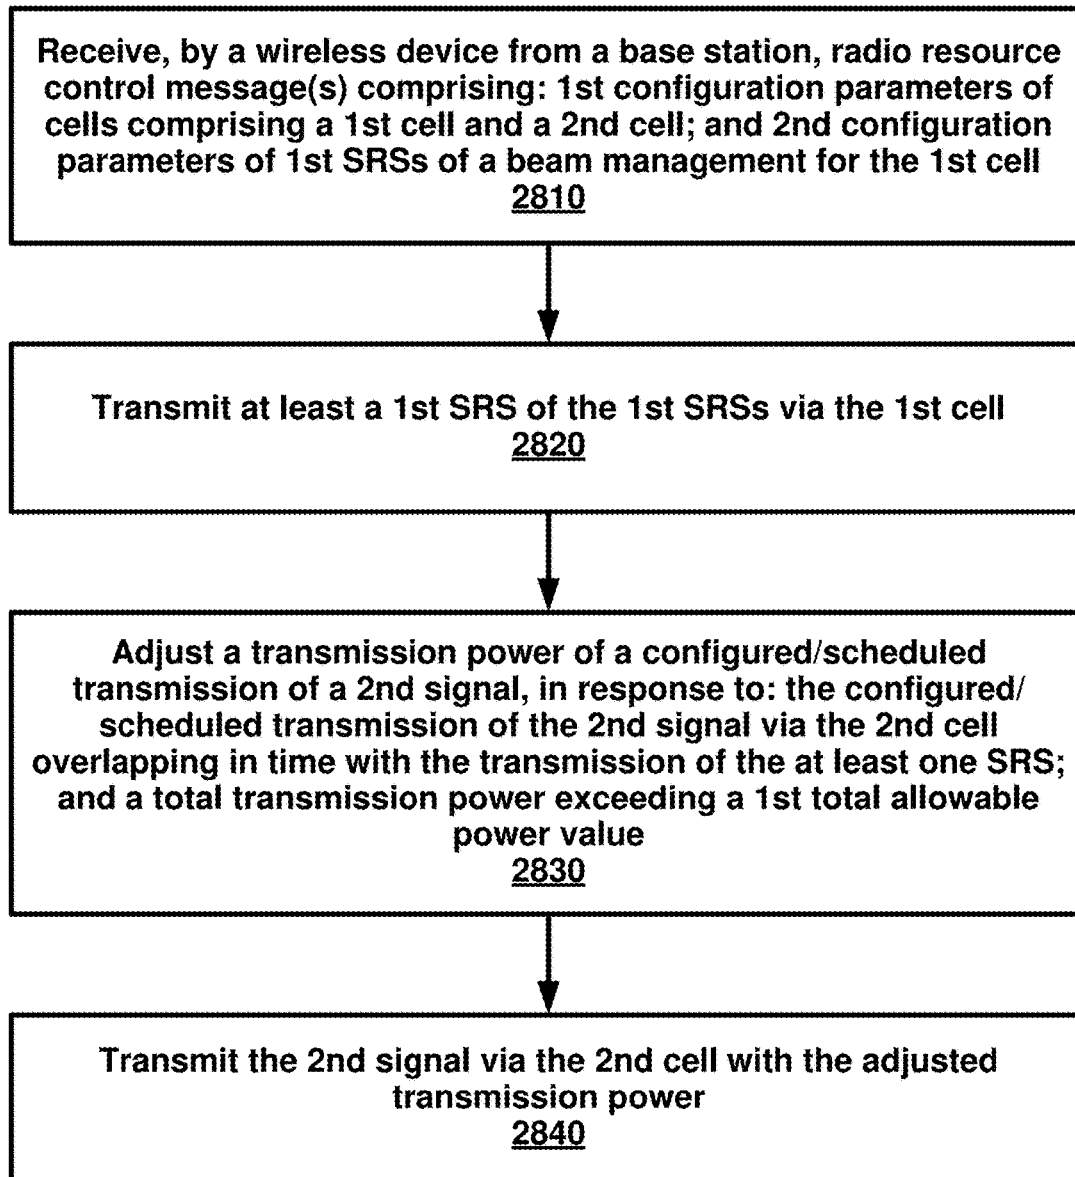 Receive, by a wireless device from a base station, radio resource
control message(s) comprising: 1st configuration parameters of
cells comprising a 1st cell and a 2nd cell; and 2nd configuration
parameters of 1st SRSs of a beam management for the 1st cell
2810
Transmit at least a 1st SRS of the 1st SRSs via the 1st cell
2820
Adjust a transmission power of a configured/scheduled
transmission of a 2nd signal, in response to: the configured/
scheduled transmission of the 2nd signal via the 2nd cell
overlapping in time with the transmission of the at least one SRS;
and a total transmission power exceeding a 1st total allowable
power value
2830
Transmit the 2nd signal via the 2nd cell with the adjusted
transmission power
2840